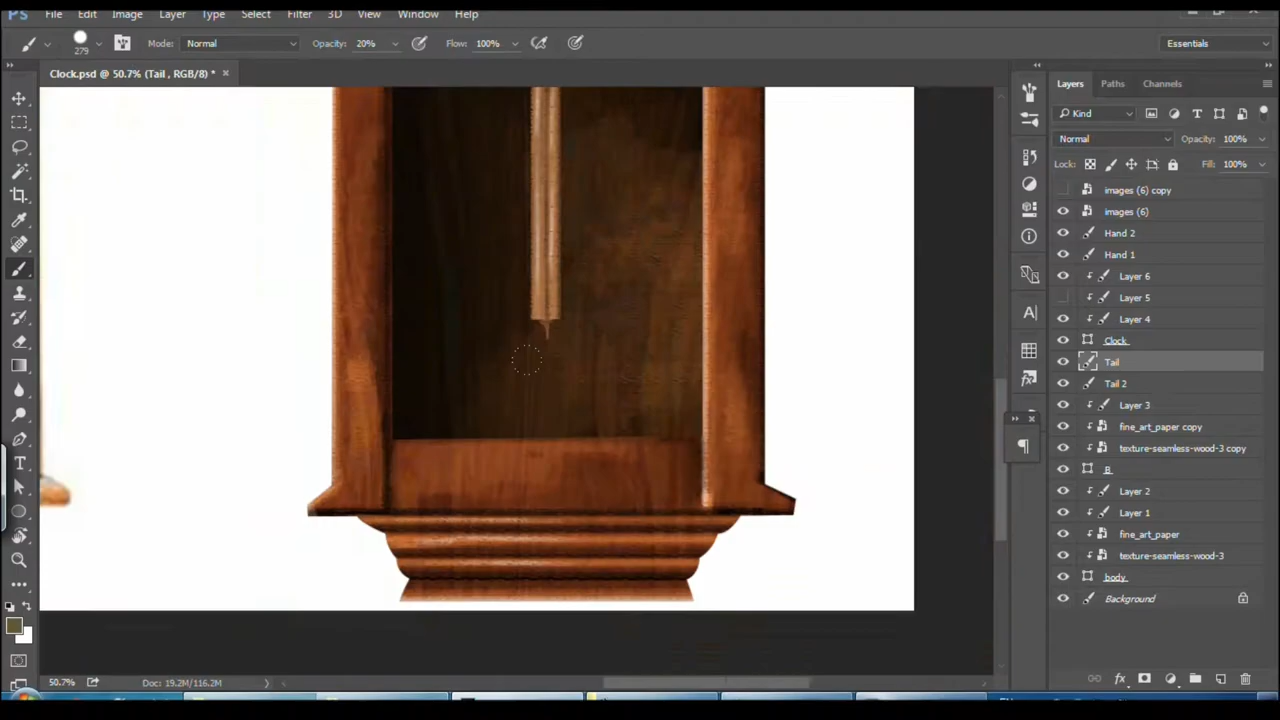 PS File Edit Image Layer Type Select Filter 3D View Window Help
279 Mode: Normal Opacity: 20% Flow: 100% Essentials
Clock.psd @ 50.7% (Tail , RGB/8) * ×
Layers Paths Channels
Kind
Normal Opacity: 100%
Lock: Fill: 100%
images (6) copy
images (6)
Hand 2
Hand 1
Layer 6
Layer 5
Layer 4
Clock
Tail
Tail 2
Layer 3
fine_art_paper copy
texture-seamless-wood-3 copy
B
Layer 2
Layer 1
fine_art_paper
texture-seamless-wood-3
body
Background
50.7% Doc: 19.2M/116.2M